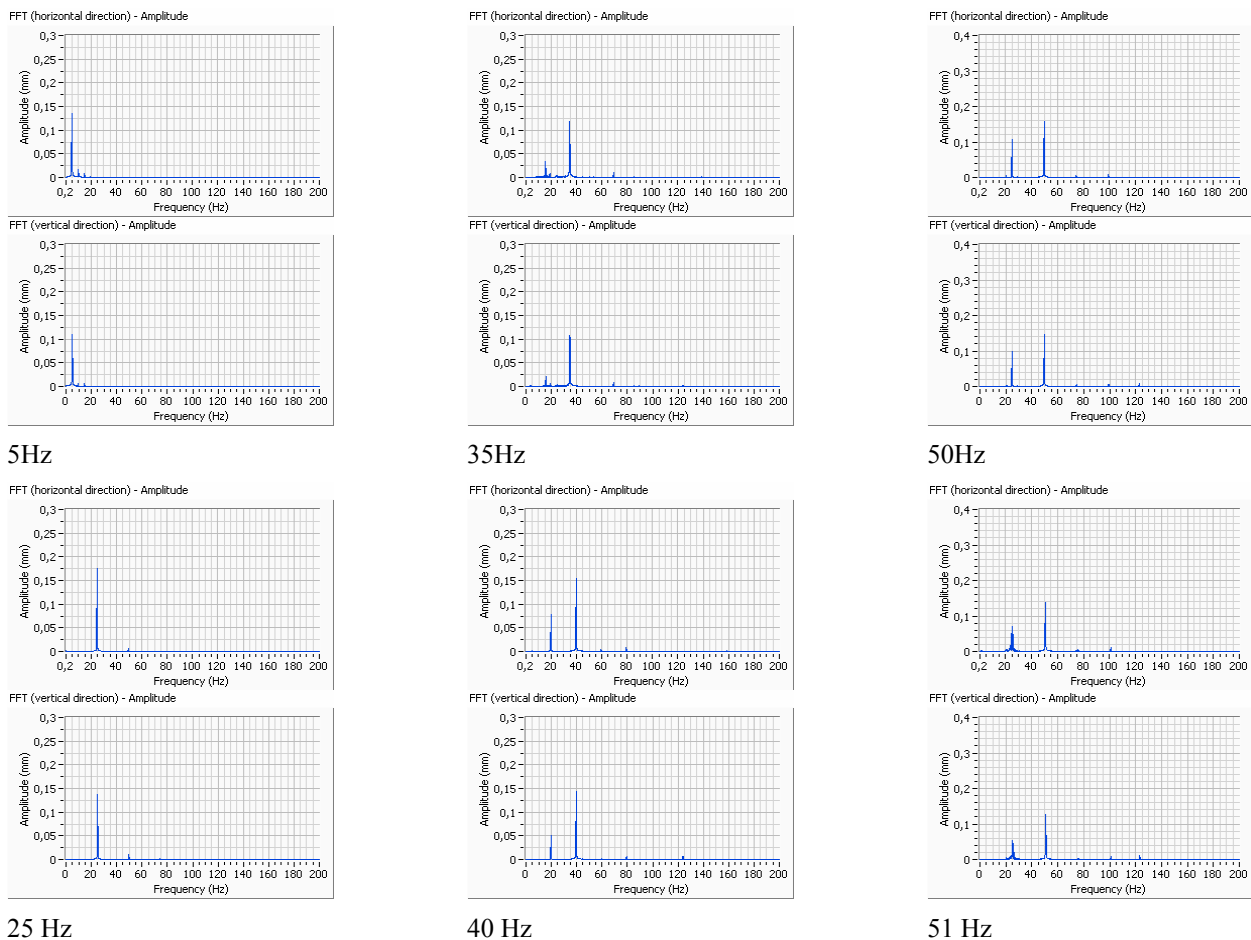 FFT (horizontal direction) - Amplitude
0,3
0,25
0,2
0,15
0,1
0,05
0
Amplitude (mm)
0,2 20 40 60 80 100 120 140 160 180 200
Frequency (Hz)
FFT (vertical direction) - Amplitude
0,3
0,25
0,2
0,15
0,1
0,05
0
Amplitude (mm)
0 20 40 60 80 100 120 140 160 180 200
Frequency (Hz)
5Hz
FFT (horizontal direction) - Amplitude
0,3
0,25
0,2
0,15
0,1
0,05
0
Amplitude (mm)
0,2 20 40 60 80 100 120 140 160 180 200
Frequency (Hz)
FFT (vertical direction) - Amplitude
0,3
0,25
0,2
0,15
0,1
0,05
0
Amplitude (mm)
0 20 40 60 80 100 120 140 160 180 200
Frequency (Hz)
35Hz
FFT (horizontal direction) - Amplitude
0,4
0,3
0,2
0,1
0
Amplitude (mm)
0,2 20 40 60 80 100 120 140 160 180 200
Frequency (Hz)
FFT (vertical direction) - Amplitude
0,4
0,3
0,2
0,1
0
Amplitude (mm)
0 20 40 60 80 100 120 140 160 180 200
Frequency (Hz)
50Hz
FFT (horizontal direction) - Amplitude
0,3
0,25
0,2
0,15
0,1
0,05
0
Amplitude (mm)
0,2 20 40 60 80 100 120 140 160 180 200
Frequency (Hz)
FFT (vertical direction) - Amplitude
0,3
0,25
0,2
0,15
0,1
0,05
0
Amplitude (mm)
0 20 40 60 80 100 120 140 160 180 200
Frequency (Hz)
25 Hz
FFT (horizontal direction) - Amplitude
0,3
0,25
0,2
0,15
0,1
0,05
0
Amplitude (mm)
0,2 20 40 60 80 100 120 140 160 180 200
Frequency (Hz)
FFT (vertical direction) - Amplitude
0,3
0,25
0,2
0,15
0,1
0,05
0
Amplitude (mm)
0 20 40 60 80 100 120 140 160 180 200
Frequency (Hz)
40 Hz
FFT (horizontal direction) - Amplitude
0,4
0,3
0,2
0,1
0
Amplitude (mm)
0,2 20 40 60 80 100 120 140 160 180 200
Frequency (Hz)
FFT (vertical direction) - Amplitude
0,4
0,3
0,2
0,1
0
Amplitude (mm)
0 20 40 60 80 100 120 140 160 180 200
Frequency (Hz)
51 Hz